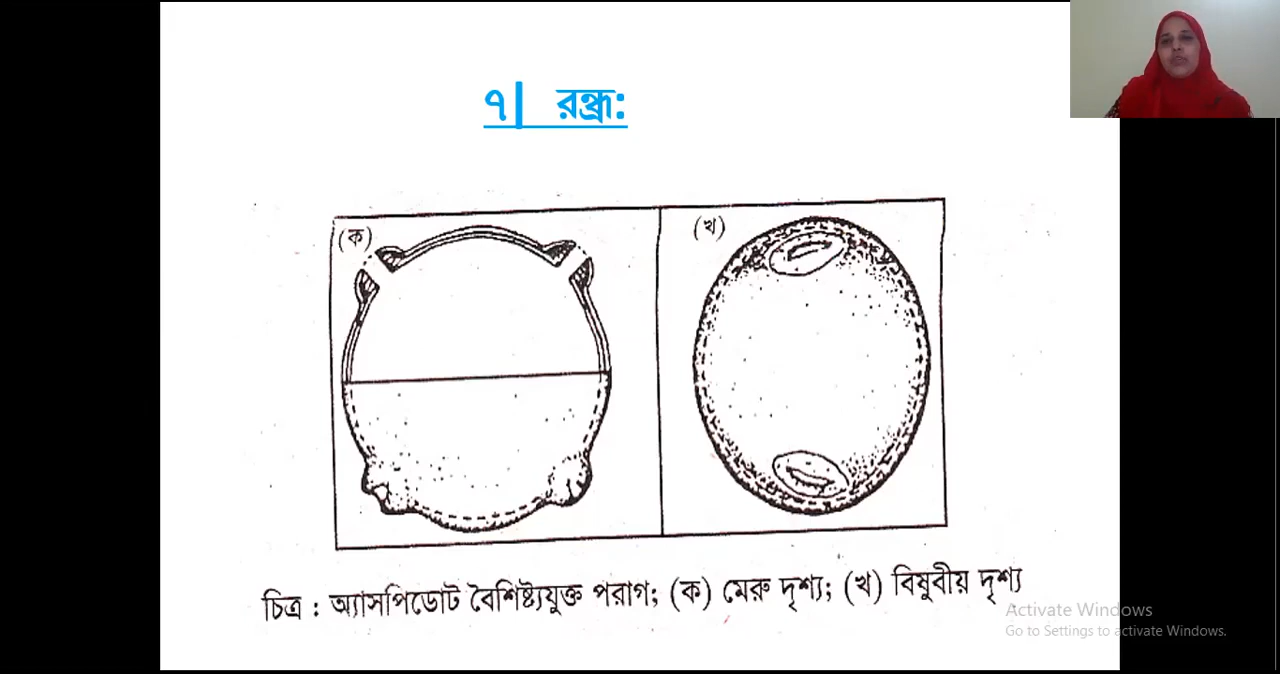 ৭| রন্ধ্র:
(ক)
(খ)
চিত্র : অ্যাসপিডোট বৈশিষ্ট্যযুক্ত পরাগ; (ক) মেরু দৃশ্য; (খ) বিষুবীয় দৃশ্য
Activate Windows
Go to Settings to activate Windows.